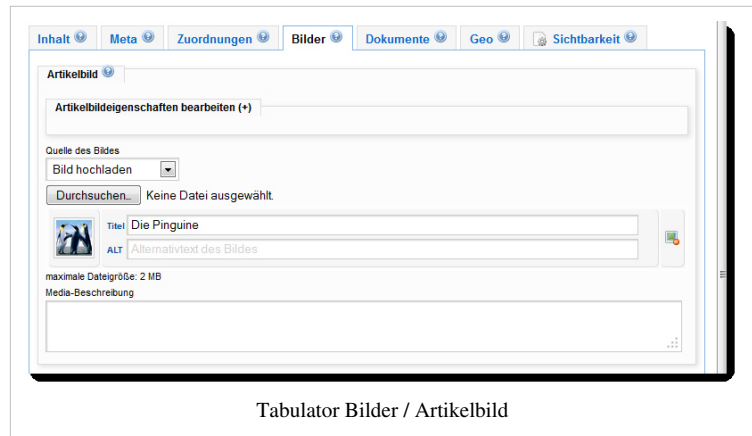 Inhalt Meta Zuordnungen Bilder Dokumente Geo Sichtbarkeit
Artikelbild
Artikelbildeigenschaften bearbeiten (+)
Quelle des Bildes
Bild hochladen
Durchsuchen... Keine Datei ausgewählt.
Titel Die Pinguine
ALT Alternativtext des Bildes
maximale Dateigröße: 2 MB
Media-Beschreibung
Tabulator Bilder / Artikelbild